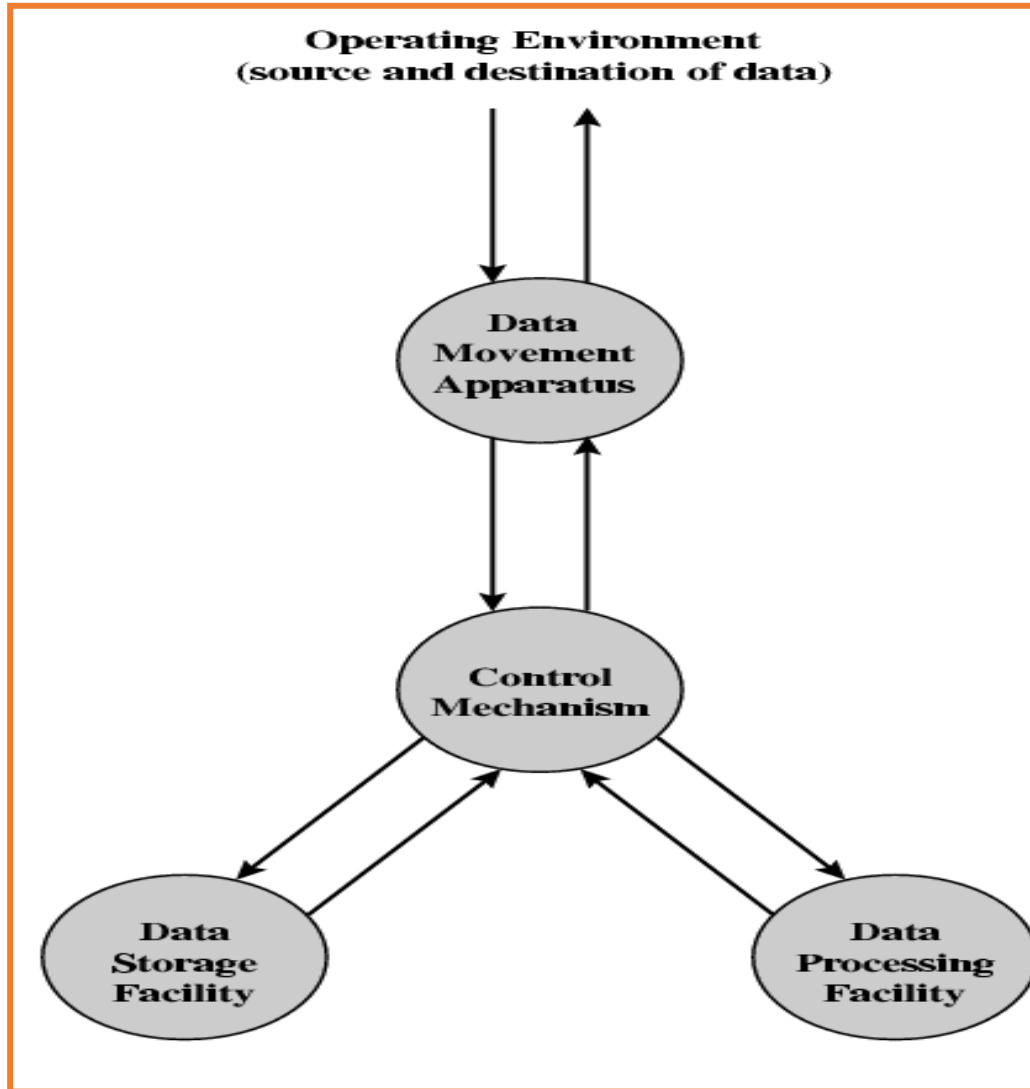 Operating Environment
(source and destination of data)
Data
Movement
Apparatus
Control
Mechanism
Data
Storage
Facility
Data
Processing
Facility